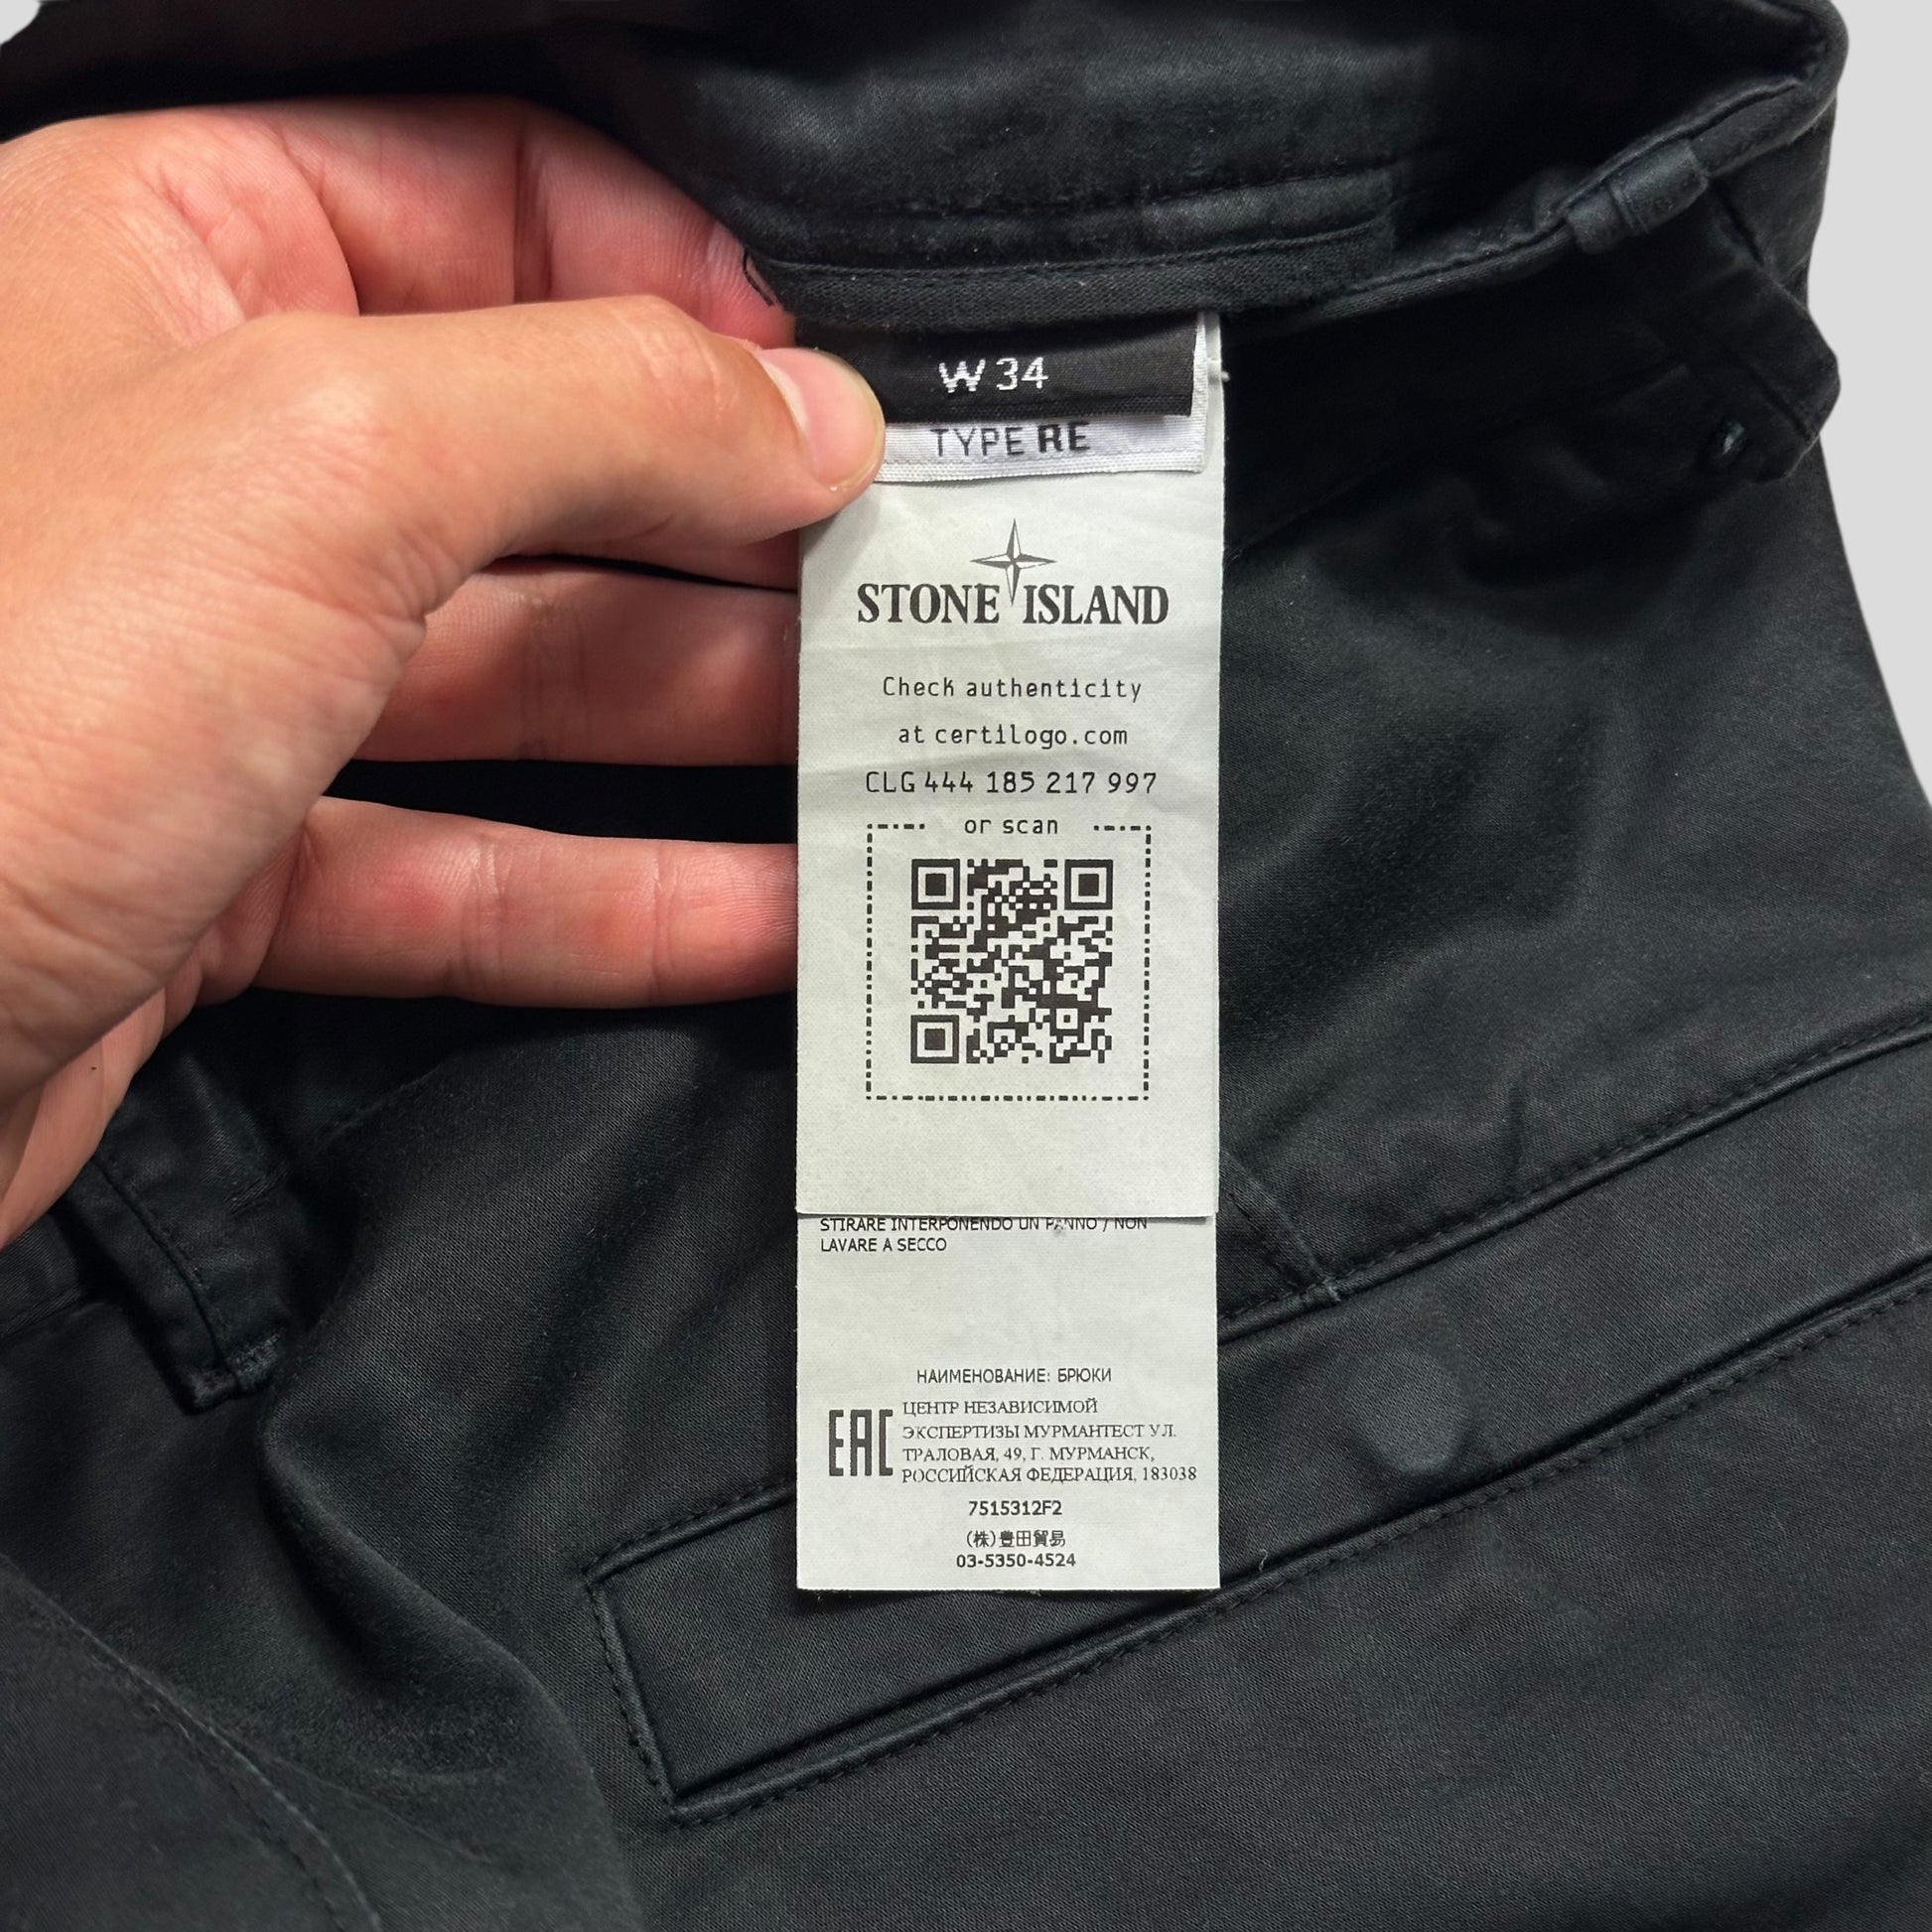 W 34
TYPE RE
STONE ISLAND
Check authenticity
at certilogo.com
CLG 444 185 217 997
or scan
STIRARE INTERPONENDO UN PANNO / NON
LAVARE A SECCO
НАИМЕНОВАНИЕ: БРЮКИ
EAC
ЦЕНТР НЕЗАВИСИМОЙ
ЭКСПЕРТИЗЫ МУРМАНТЕСТ УЛ.
ТРАЛОВАЯ, 49, Г. МУРМАНСК,
РОССИЙСКАЯ ФЕДЕРАЦИЯ, 183038
7515312F2
(株)豊田貿易
03-5350-4524